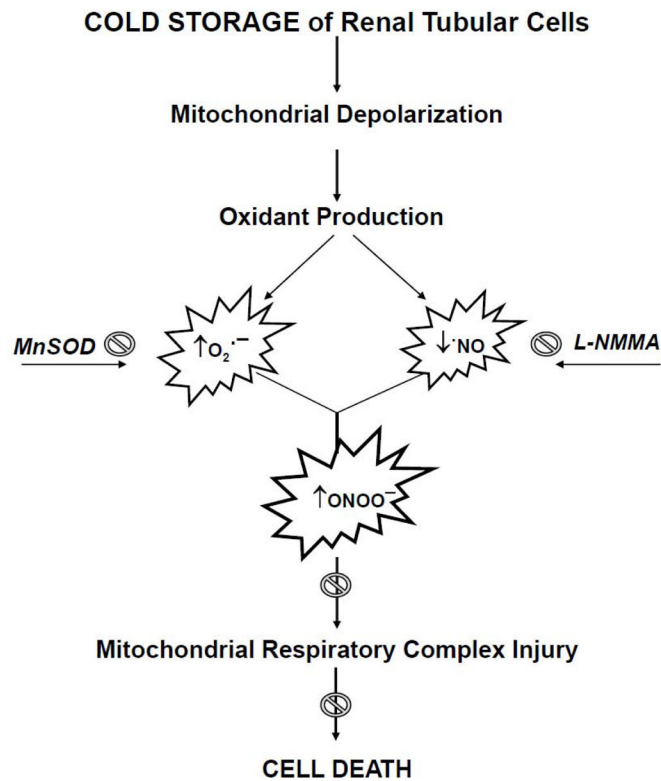 COLD STORAGE of Renal Tubular Cells
Mitochondrial Depolarization
Oxidant Production
MnSOD
↑O₂·⁻
↓·NO
L-NMMA
↑ONOO⁻
Mitochondrial Respiratory Complex Injury
CELL DEATH